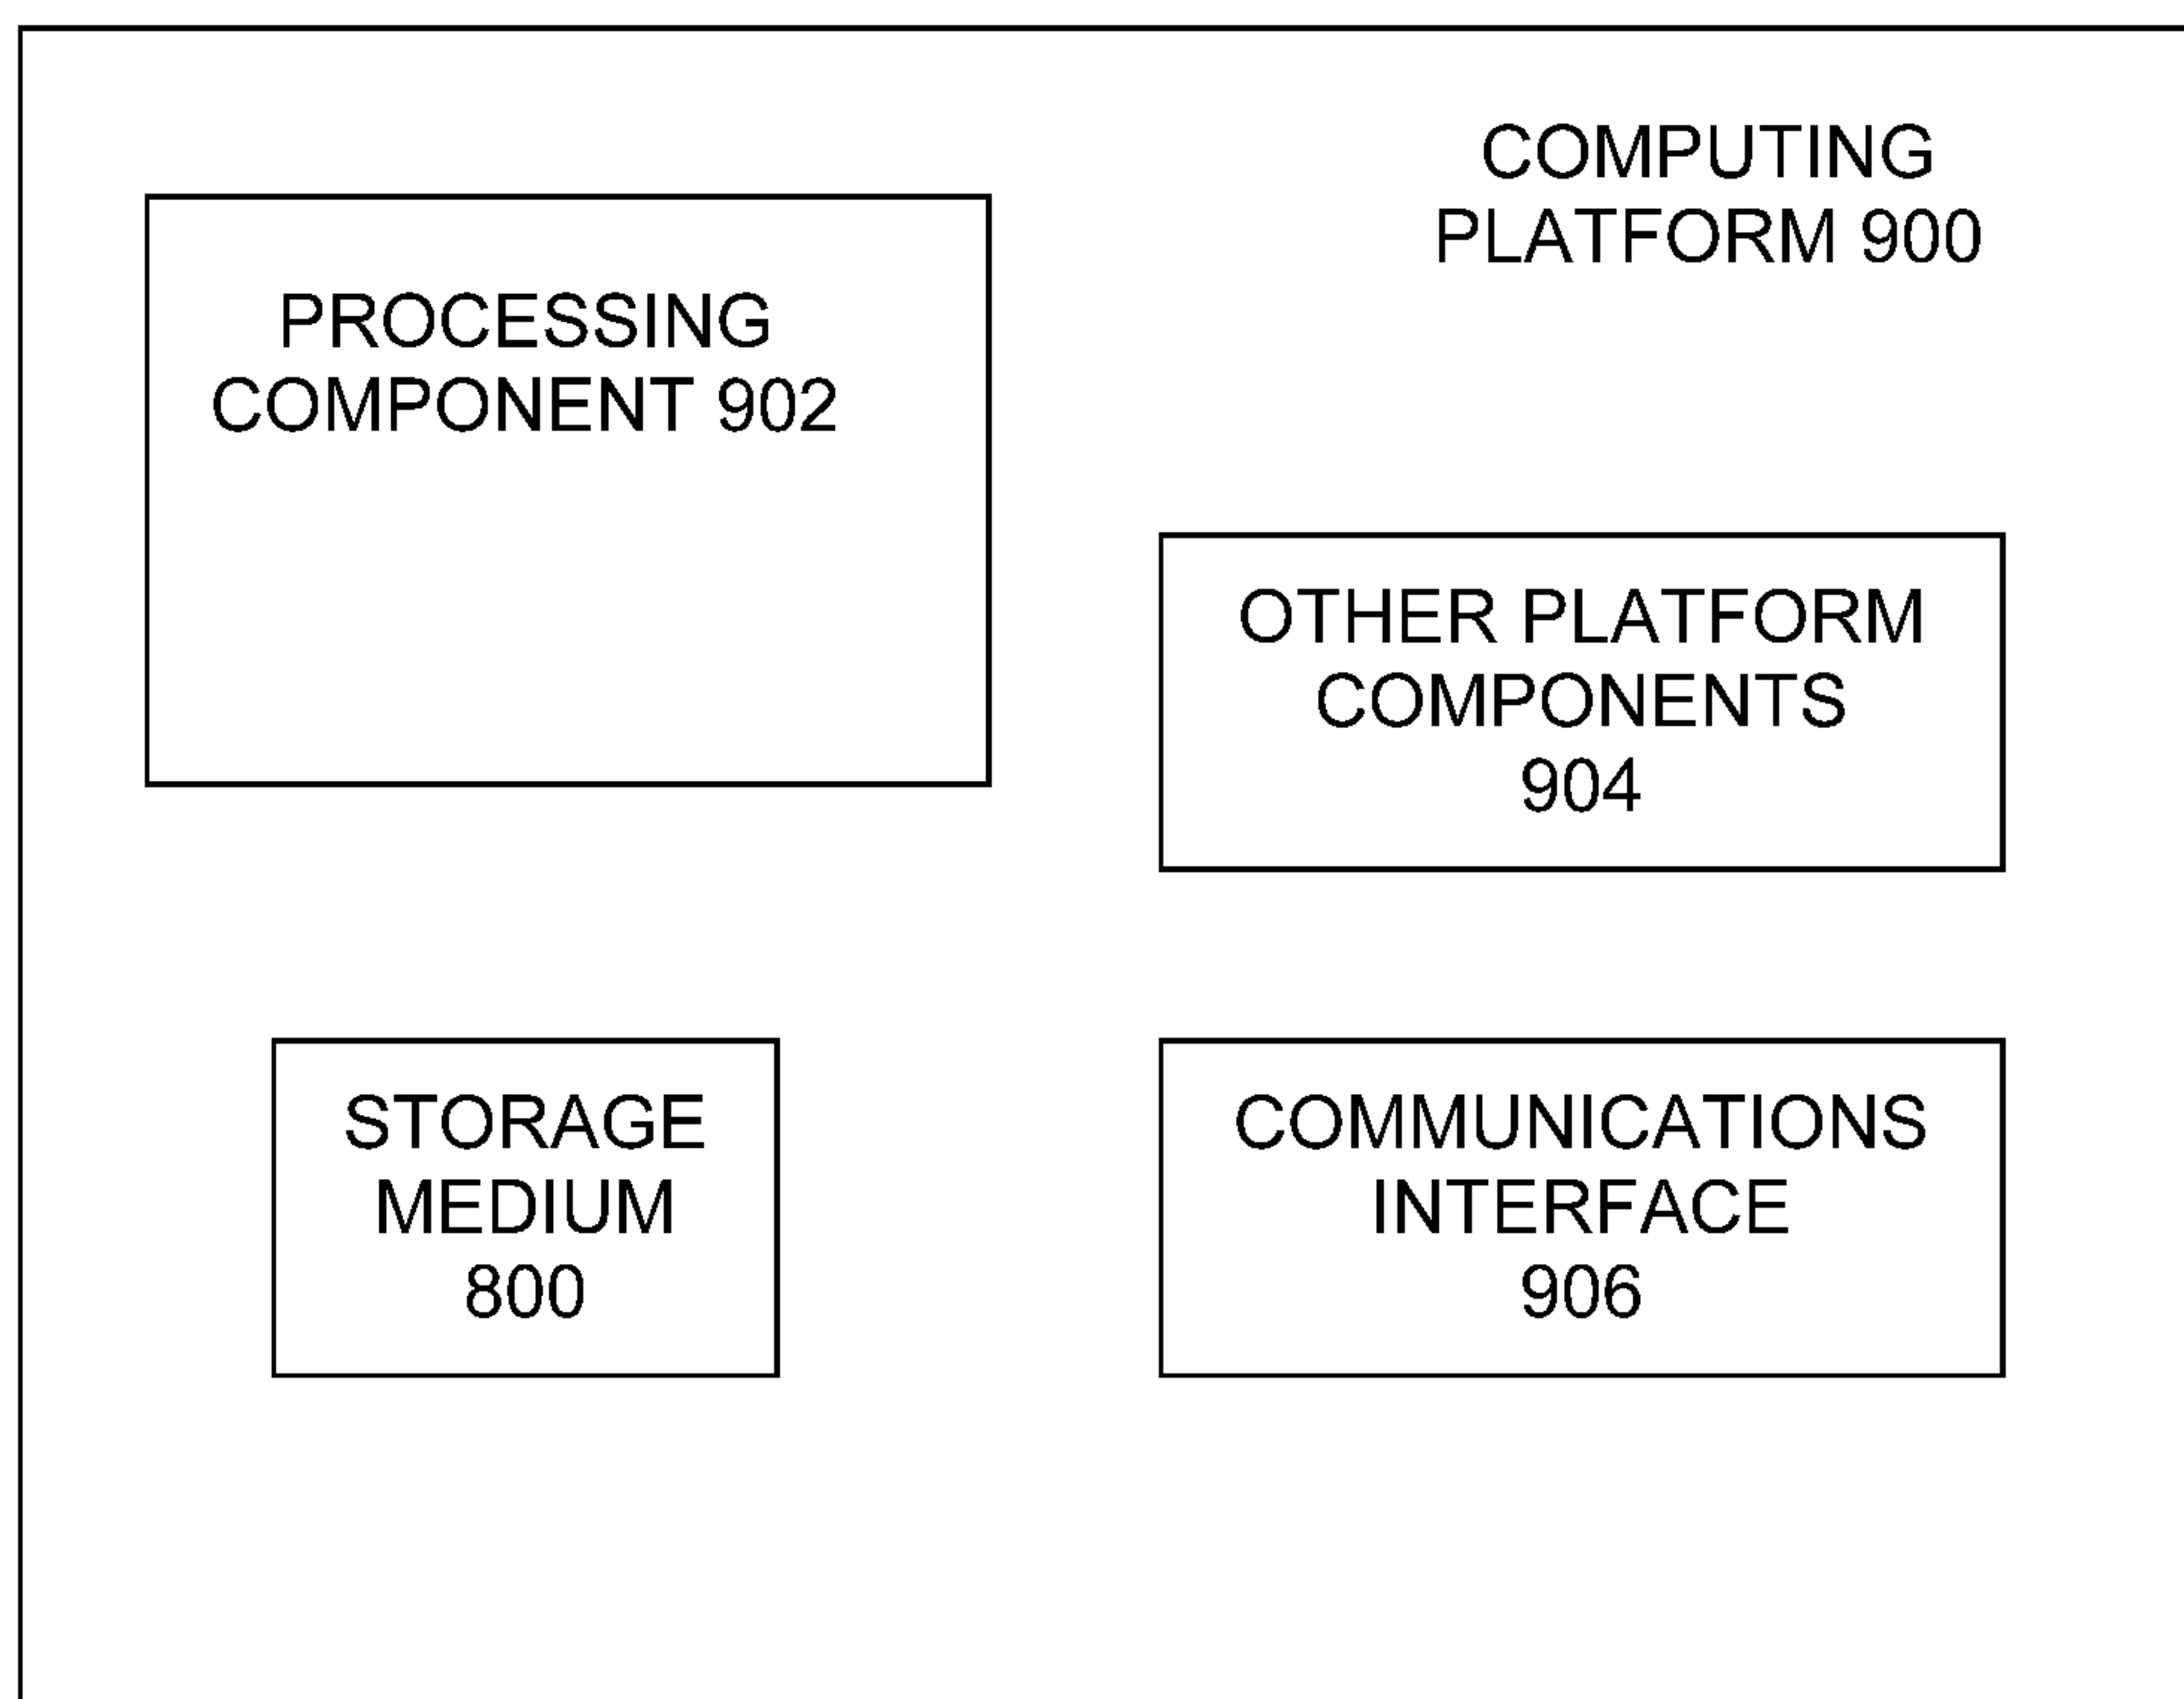 COMPUTING
PLATFORM 900
PROCESSING
COMPONENT 902
OTHER PLATFORM
COMPONENTS
904
STORAGE
MEDIUM
800
COMMUNICATIONS
INTERFACE
906